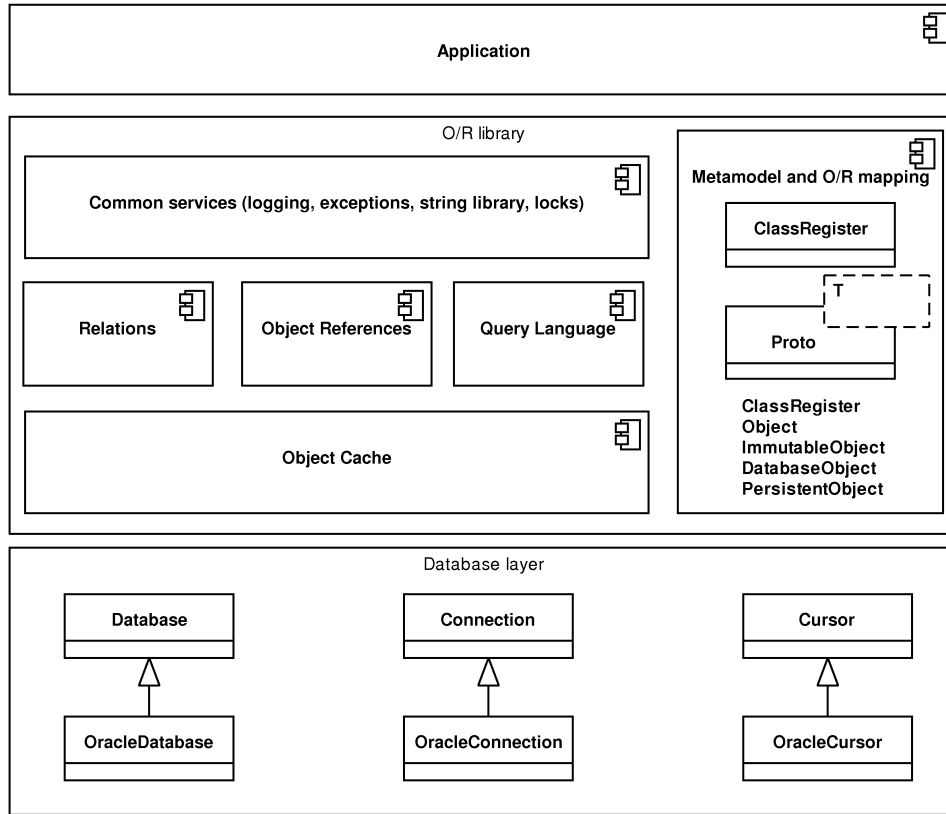 Application
O/R library
Common services (logging, exceptions, string library, locks)
Metamodel and O/R mapping
ClassRegister
T
Proto
ClassRegister
Object
ImmutableObject
DatabaseObject
PersistentObject
Relations
Object References
Query Language
Object Cache
Database layer
Database
Connection
Cursor
OracleDatabase
OracleConnection
OracleCursor